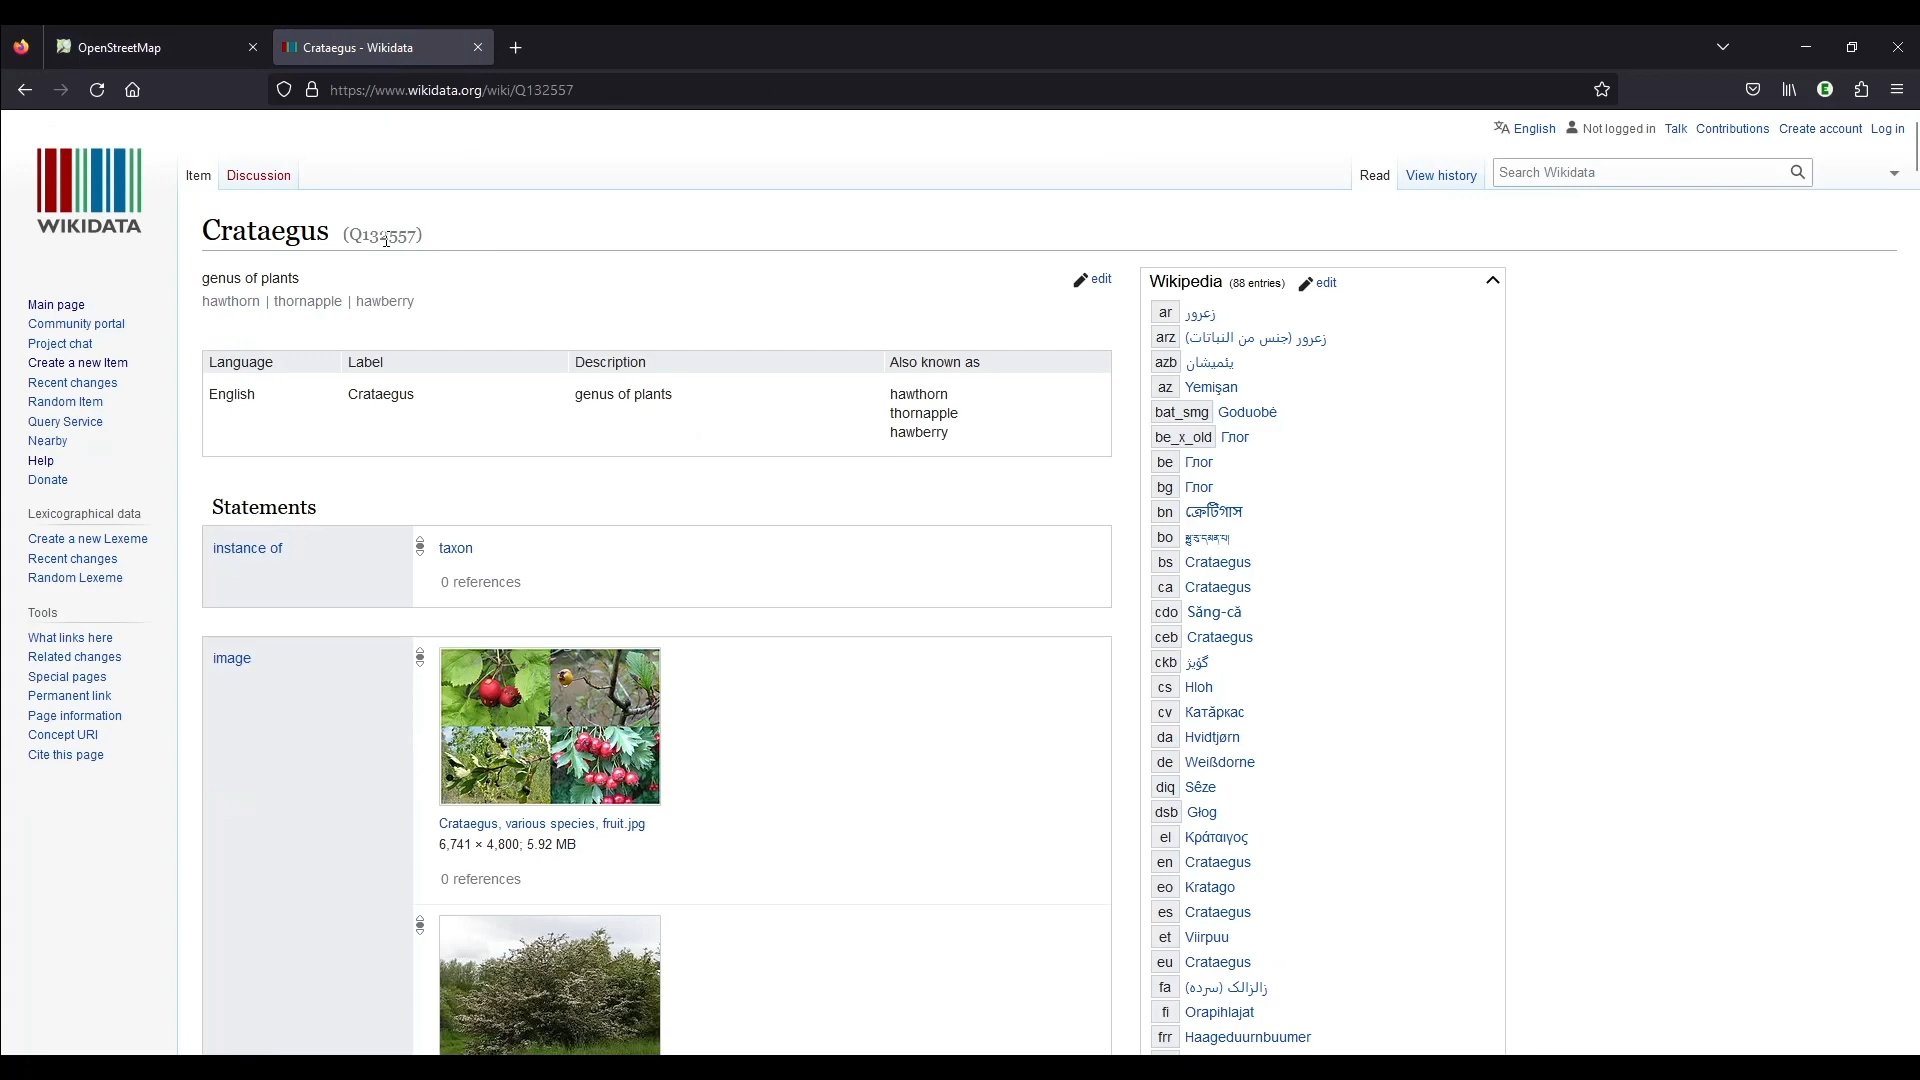 OpenStreetMap
Crataegus - Wikidata
https://www.wikidata.org/wiki/Q132557
English Not logged in Talk Contributions Create account Log in
WIKIDATA
Item Discussion
Read View history Search Wikidata
Crataegus (Q132557)
genus of plants
edit
hawthorn | thornapple | hawberry
Language Label Description Also known as
English Crataegus genus of plants hawthorn
thornapple
hawberry
Statements
instance of
taxon
0 references
image
Crataegus, various species, fruit.jpg
6,741 × 4,800; 5.92 MB
0 references
Main page
Community portal
Project chat
Create a new Item
Recent changes
Random Item
Query Service
Nearby
Help
Donate
Lexicographical data
Create a new Lexeme
Recent changes
Random Lexeme
Tools
What links here
Related changes
Special pages
Permanent link
Page information
Concept URI
Cite this page
Wikipedia (88 entries) edit
ar زعرور
arz زعرور (جنس من النباتات)
azb یئمیشان
az Yemişan
bat_smg Goduobė
be_x_old Глог
be Глог
bg Глог
bn ক্রেটিগাস
bo
bs Crataegus
ca Crataegus
cdo Săng-că
ceb Crataegus
ckb گۆیژ
cs Hloh
cv Катӑркас
da Hvidtjørn
de Weißdorne
diq Sêze
dsb Głog
el Κράταιγος
en Crataegus
eo Kratago
es Crataegus
et Viirpuu
eu Crataegus
fa زالزالک (سرده)
fi Orapihlajat
frr Haageduurnbuumer